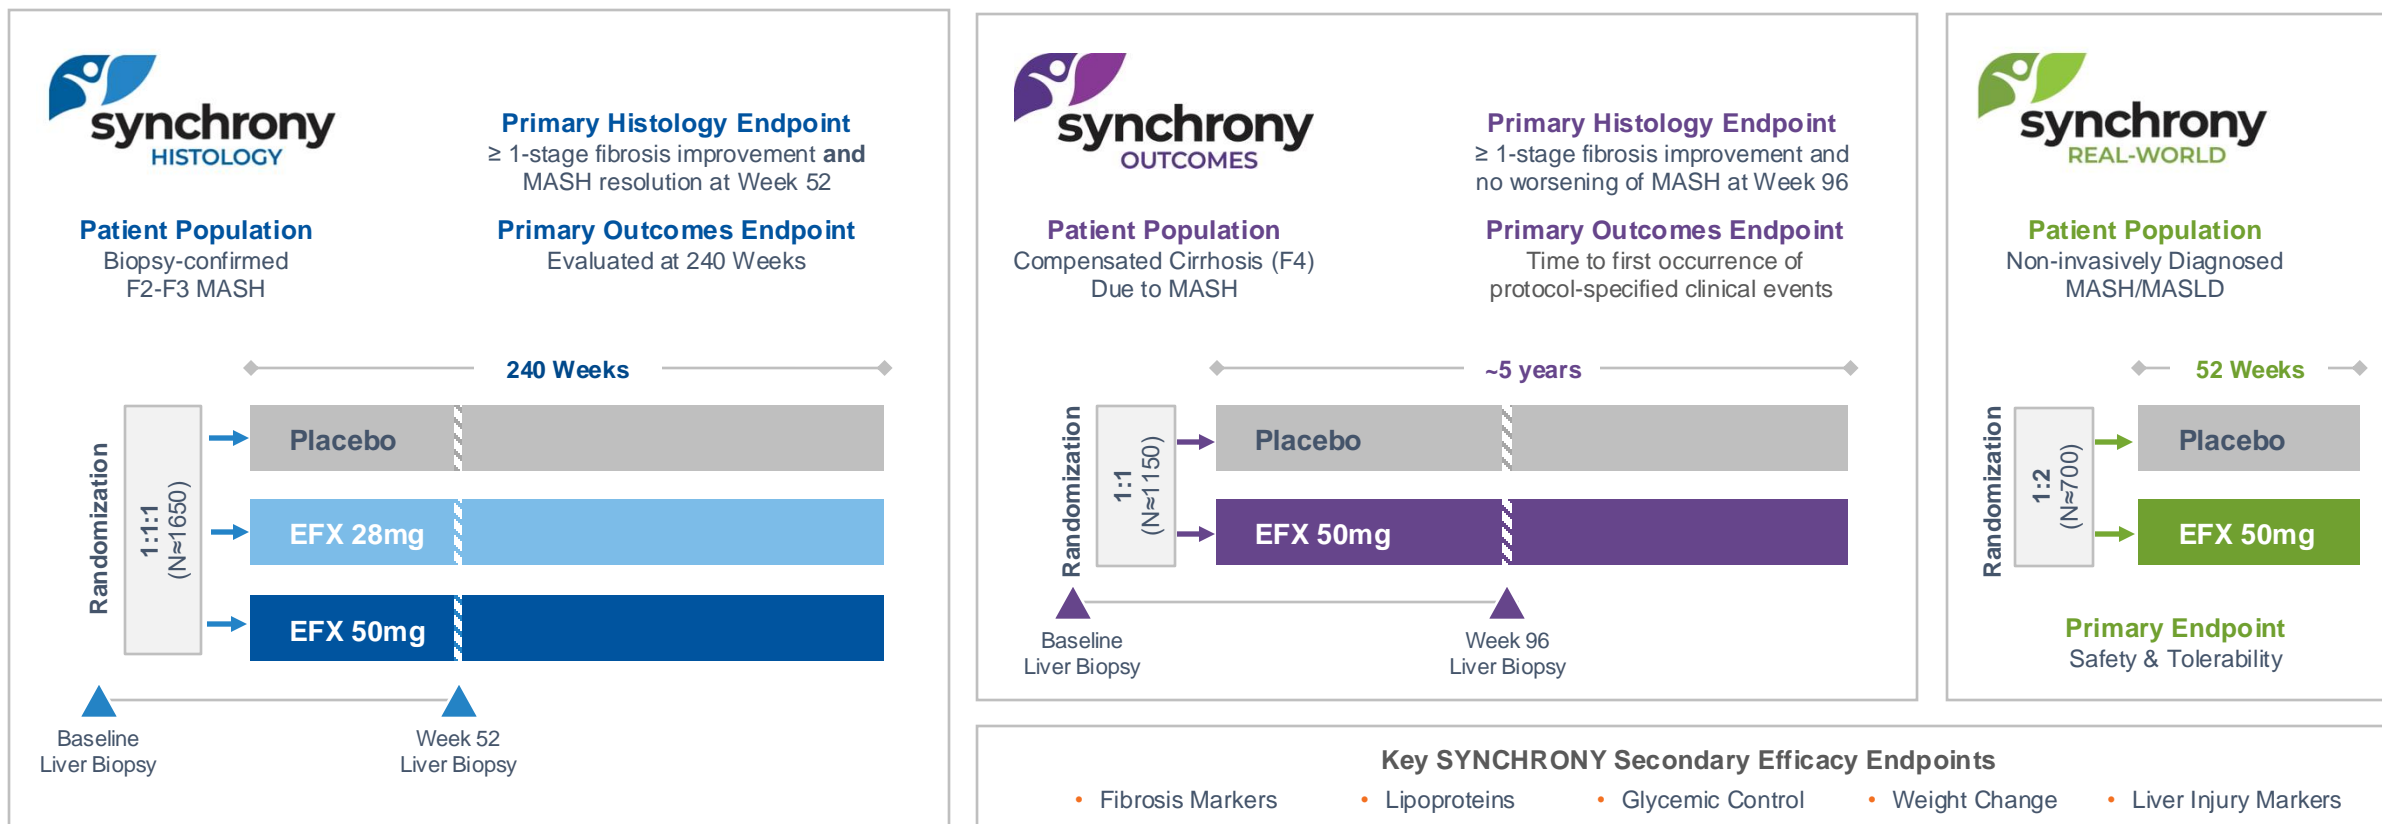 synchrony
HISTOLOGY
Primary Histology Endpoint
≥ 1-stage fibrosis improvement and
MASH resolution at Week 52
Patient Population
Biopsy-confirmed
F2-F3 MASH
Primary Outcomes Endpoint
Evaluated at 240 Weeks
240 Weeks
Randomization
1:1:1
(N≈1650)
Placebo
EFX 28mg
EFX 50mg
Baseline
Liver Biopsy
Week 52
Liver Biopsy
synchrony
OUTCOMES
Primary Histology Endpoint
≥ 1-stage fibrosis improvement and
no worsening of MASH at Week 96
Patient Population
Compensated Cirrhosis (F4)
Due to MASH
Primary Outcomes Endpoint
Time to first occurrence of
protocol-specified clinical events
~5 years
Randomization
1:1
(N≈1150)
Placebo
EFX 50mg
Baseline
Liver Biopsy
Week 96
Liver Biopsy
synchrony
REAL-WORLD
Patient Population
Non-invasively Diagnosed
MASH/MASLD
52 Weeks
Randomization
1:2
(N≈700)
Placebo
EFX 50mg
Primary Endpoint
Safety & Tolerability
Key SYNCHRONY Secondary Efficacy Endpoints
• Fibrosis Markers • Lipoproteins • Glycemic Control • Weight Change • Liver Injury Markers